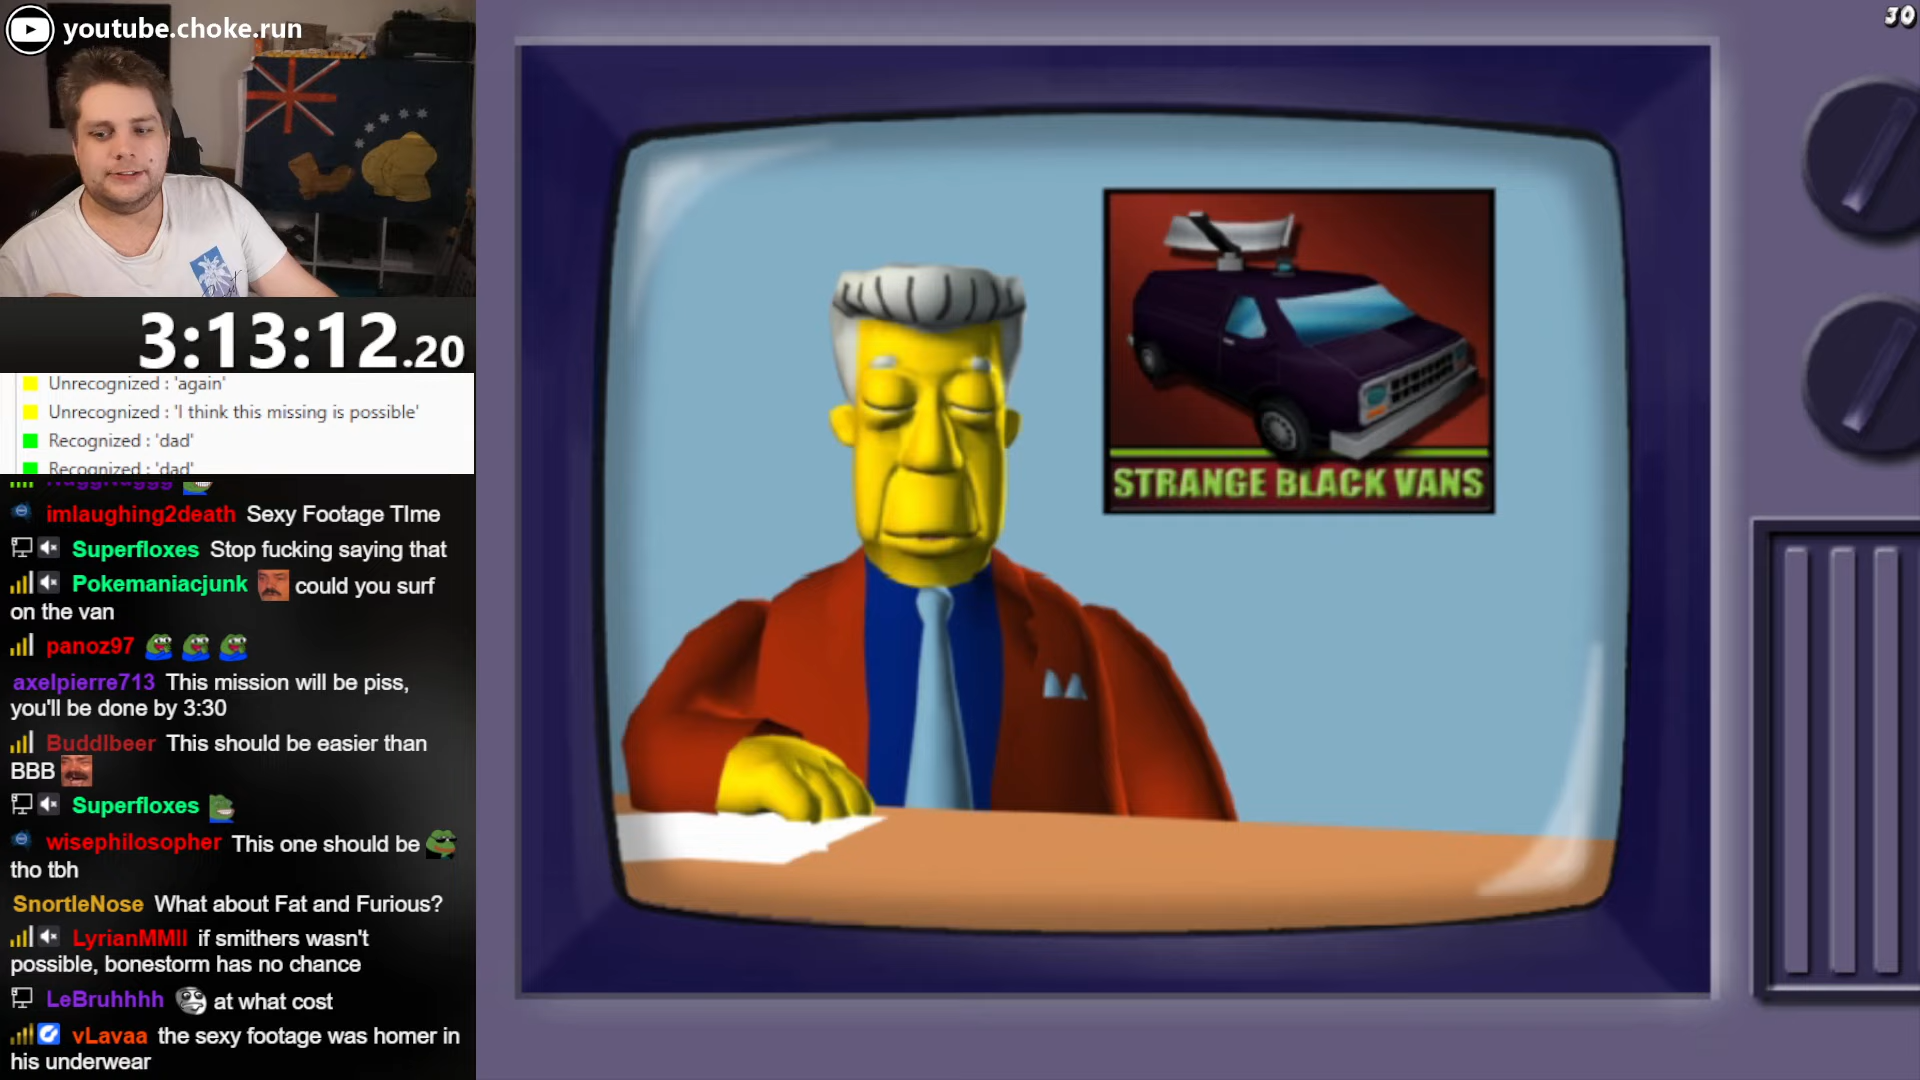 youtube.choke.run
30
3:13:12.20
Unrecognized : 'again'
Unrecognized : 'I think this missing is possible'
Recognized : 'dad'
Recognized : 'dad'
imlaughing2death Sexy Footage TIme
Superfloxes Stop fucking saying that
Pokemaniacjunk could you surf
on the van
panoz97
axelpierre713 This mission will be piss,
you'll be done by 3:30
Buddlbeer This should be easier than
BBB
Superfloxes
wisephilosopher This one should be
tho tbh
SnortleNose What about Fat and Furious?
LyrianMMII if smithers wasn't
possible, bonestorm has no chance
LeBruhhhh at what cost
vLavaa the sexy footage was homer in
his underwear
STRANGE BLACK VANS